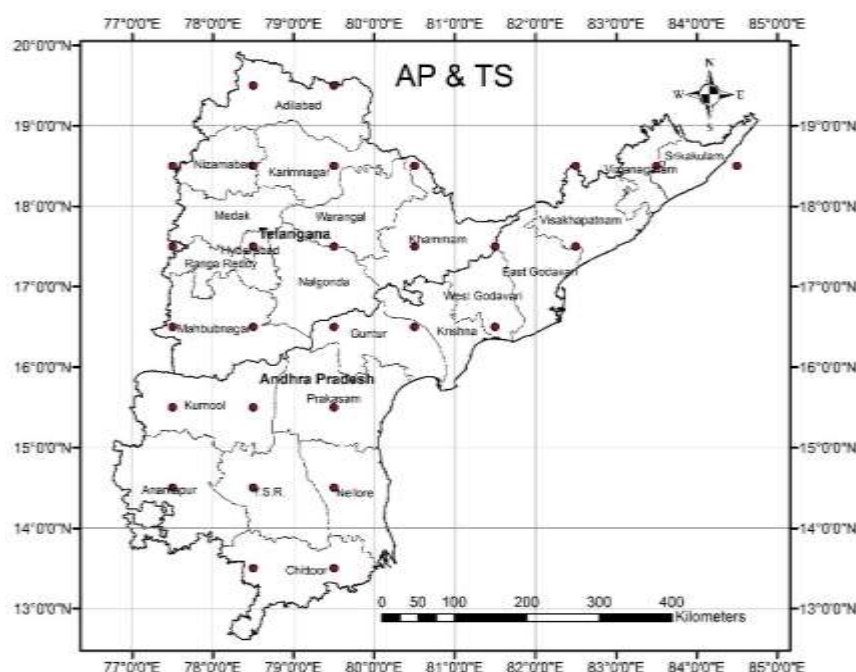 77°0'0"E 78°0'0"E 79°0'0"E 80°0'0"E 81°0'0"E 82°0'0"E 83°0'0"E 84°0'0"E 85°0'0"E
20°0'0"N 20°0'0"N
AP & TS
N
W E
S
Adilabad
19°0'0"N 19°0'0"N
Srikakulam
Nizamabad
Karimnagar
Vizianagaram
18°0'0"N 18°0'0"N
Medak
Warangal
Visakhapatnam
Telangana
Khammam
Hyderabad
Ranga Reddy
East Godavari
Nalgonda
17°0'0"N 17°0'0"N
West Godavari
Mahbubnagar
Guntur
Krishna
16°0'0"N 16°0'0"N
Andhra Pradesh
Prakasam
Kurnool
15°0'0"N 15°0'0"N
Anantapur
Y.S.R.
Nellore
14°0'0"N 14°0'0"N
Chittoor
13°0'0"N 13°0'0"N
0 50 100 200 300 400
Kilometers
77°0'0"E 78°0'0"E 79°0'0"E 80°0'0"E 81°0'0"E 82°0'0"E 83°0'0"E 84°0'0"E 85°0'0"E